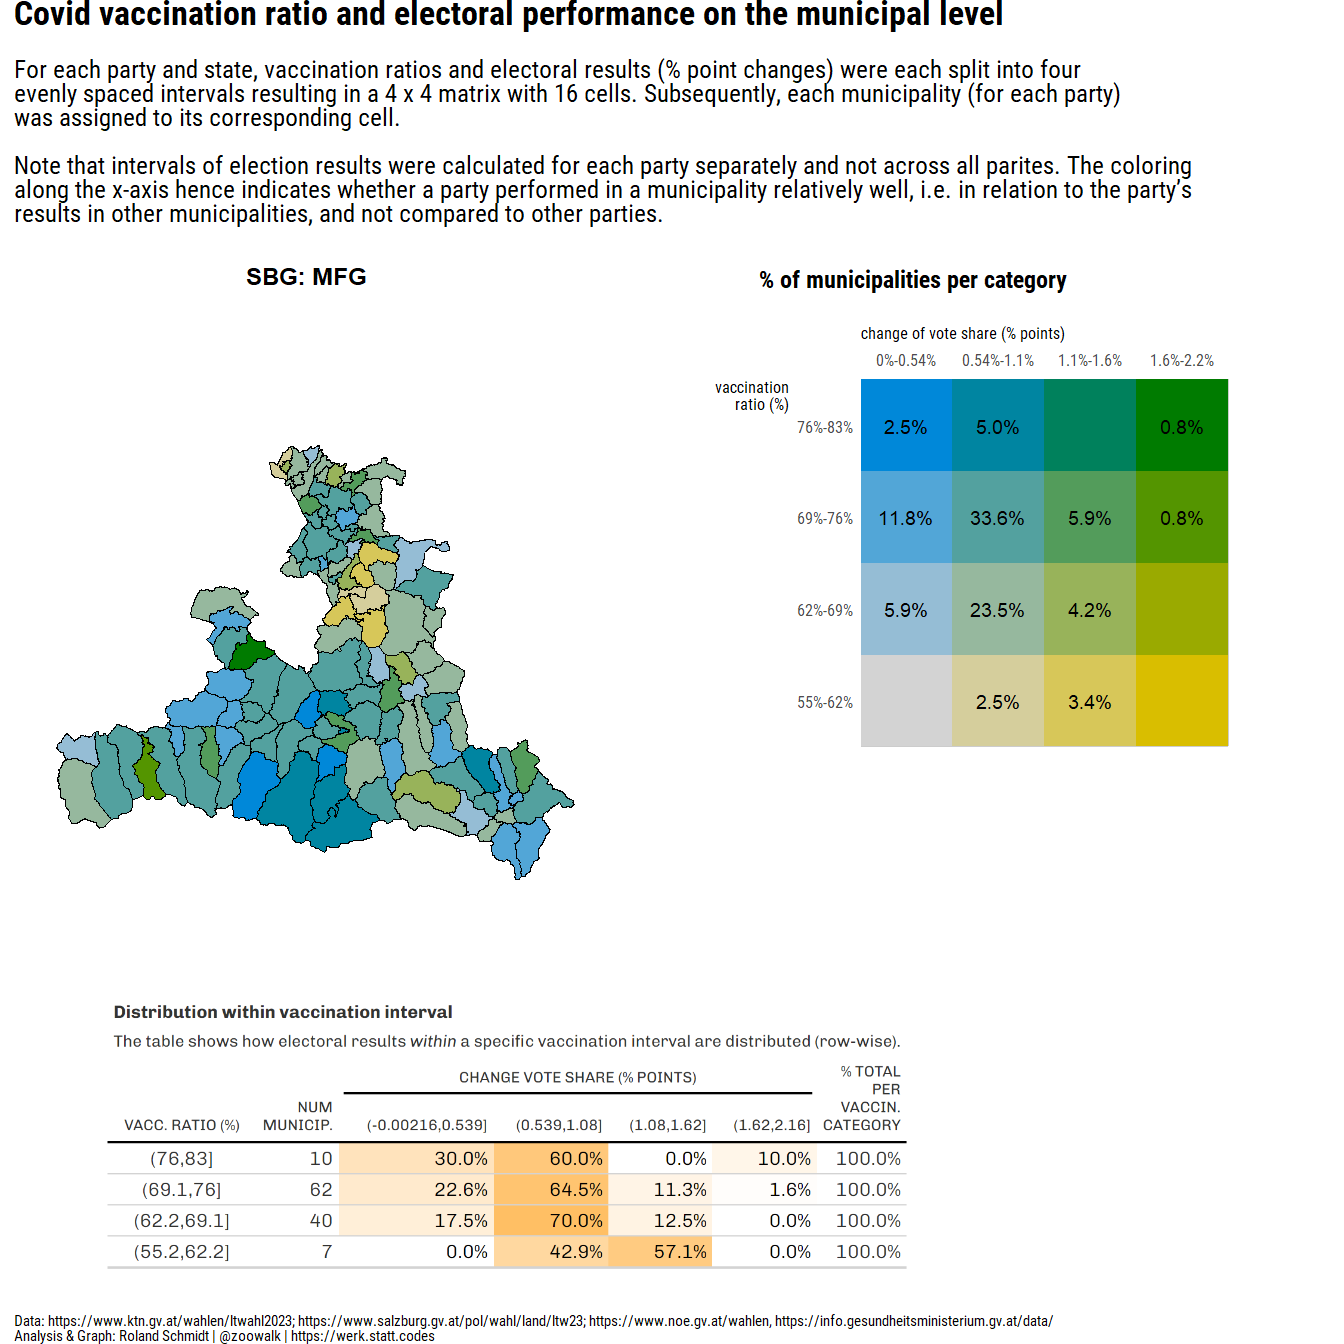 Covid vaccination ratio and electoral performance on the municipal level
For each party and state, vaccination ratios and electoral results (% point changes) were each split into four
evenly spaced intervals resulting in a 4 x 4 matrix with 16 cells. Subsequently, each municipality (for each party)
was assigned to its corresponding cell.
Note that intervals of election results were calculated for each party separately and not across all parites. The coloring
along the x-axis hence indicates whether a party performed in a municipality relatively well, i.e. in relation to the party's
results in other municipalities, and not compared to other parties.
SBG: MFG
% of municipalities per category
change of vote share (% points)
0%-0.54% 0.54%-1.1% 1.1%-1.6% 1.6%-2.2%
vaccination
ratio (%)
76%-83% 2.5% 5.0% 0.8%
69%-76% 11.8% 33.6% 5.9% 0.8%
62%-69% 5.9% 23.5% 4.2%
55%-62% 2.5% 3.4%
Distribution within vaccination interval
The table shows how electoral results within a specific vaccination interval are distributed (row-wise).
CHANGE VOTE SHARE (% POINTS)
% TOTAL
PER
VACCIN.
CATEGORY
VACC. RATIO (%)
NUM
MUNICIP.
(-0.00216,0.539] (0.539,1.08] (1.08,1.62] (1.62,2.16]
(76,83] 10 30.0% 60.0% 0.0% 10.0% 100.0%
(69.1,76] 62 22.6% 64.5% 11.3% 1.6% 100.0%
(62.2,69.1] 40 17.5% 70.0% 12.5% 0.0% 100.0%
(55.2,62.2] 7 0.0% 42.9% 57.1% 0.0% 100.0%
Data: https://www.ktn.gv.at/wahlen/ltwahl2023; https://www.salzburg.gv.at/pol/wahl/land/ltw23; https://www.noe.gv.at/wahlen, https://info.gesundheitsministerium.gv.at/data/
Analysis & Graph: Roland Schmidt | @zoowalk | https://werk.statt.codes